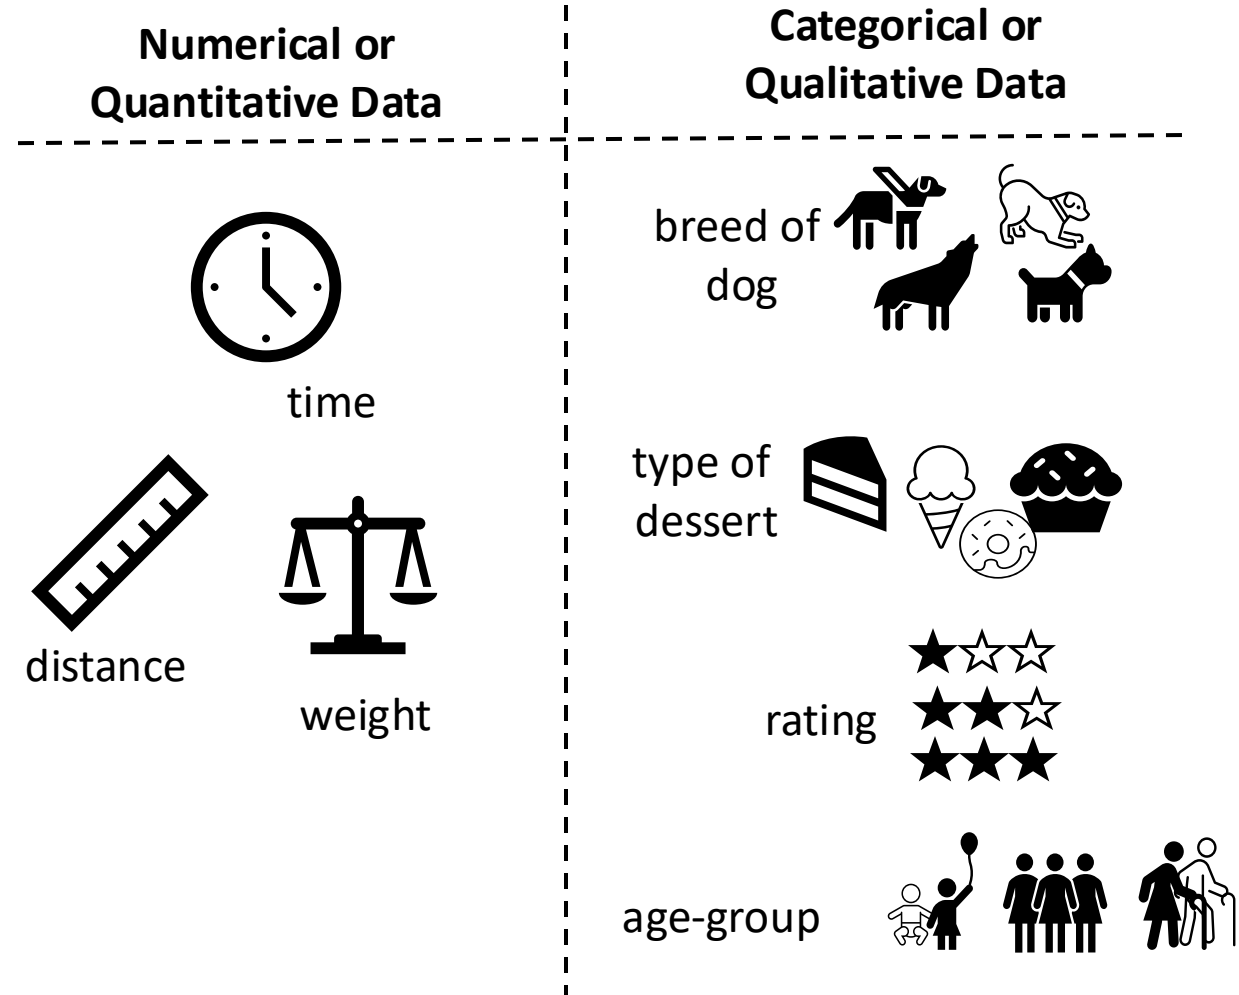 Numerical or
Quantitative Data
Categorical or
Qualitative Data
time
distance
weight
breed of
dog
type of
dessert
rating
age-group